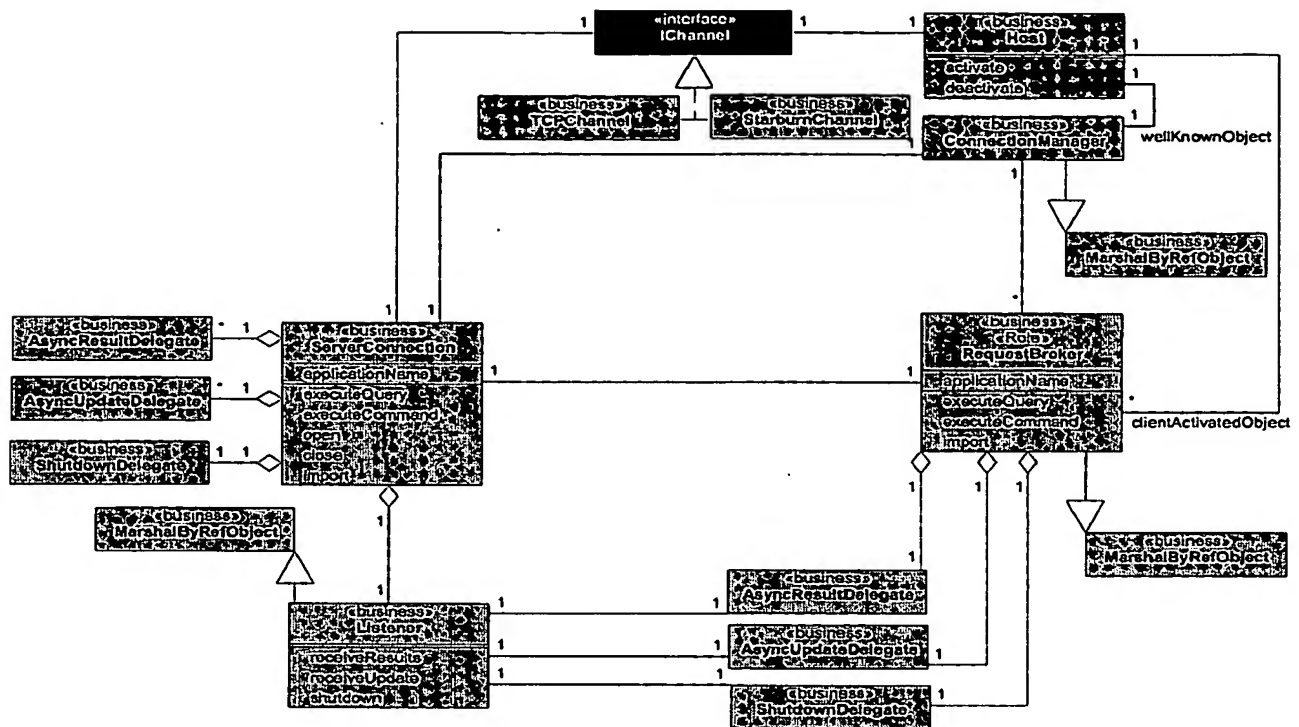 «interface»
IChannel
1
1
1
1
«business»
Host
activate
deactivate
1
1
«business»
TCPChannel
«business»
StarburnChannel
1
1
«business»
ConnectionManager
wellKnownObject
1
«business»
MarshalByRefObject
1
1
*
«business»
AsyncResultDelegate
*
1
«business»
ServerConnection
applicationName
executeQuery
executeCommand
open
close
import
«business»
«Role»
RequestBroker
applicationName
executeQuery
executeCommand
import
1
1
«business»
AsyncUpdateDelegate
*
1
*
clientActivatedObject
«business»
ShutdownDelegate
1
1
1
1
1
1
«business»
MarshalByRefObject
«business»
MarshalByRefObject
1
1
«business»
AsyncResultDelegate
«business»
Listener
receiveResults
receiveUpdate
shutdown
1
1
1
1
«business»
AsyncUpdateDelegate
1
1
1
«business»
ShutdownDelegate
1